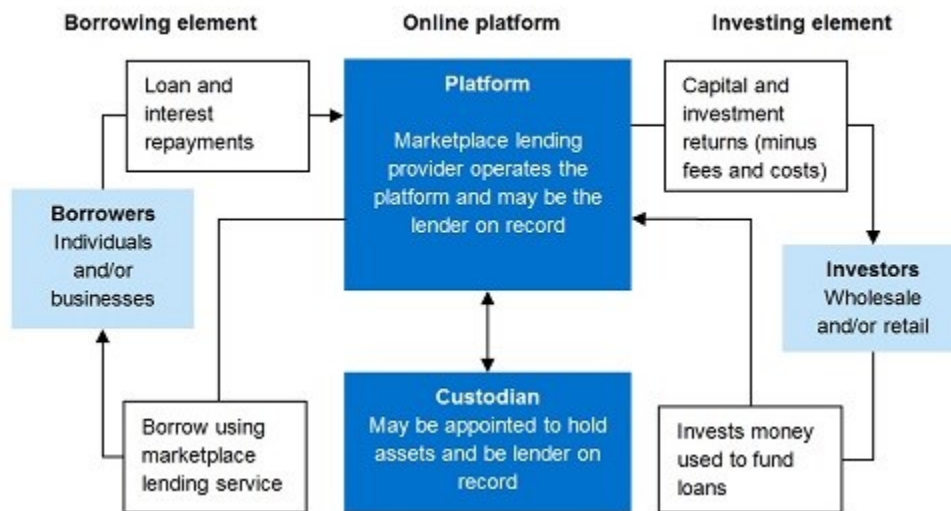 Borrowing element
Online platform
Investing element
Loan and
interest
repayments
Platform
Marketplace lending
provider operates the
platform and may be the
lender on record
Capital and
investment
returns (minus
fees and costs)
Borrowers
Individuals
and/or
businesses
Investors
Wholesale
and/or retail
Borrow using
marketplace
lending service
Custodian
May be appointed to hold
assets and be lender on
record
Invests money
used to fund
loans